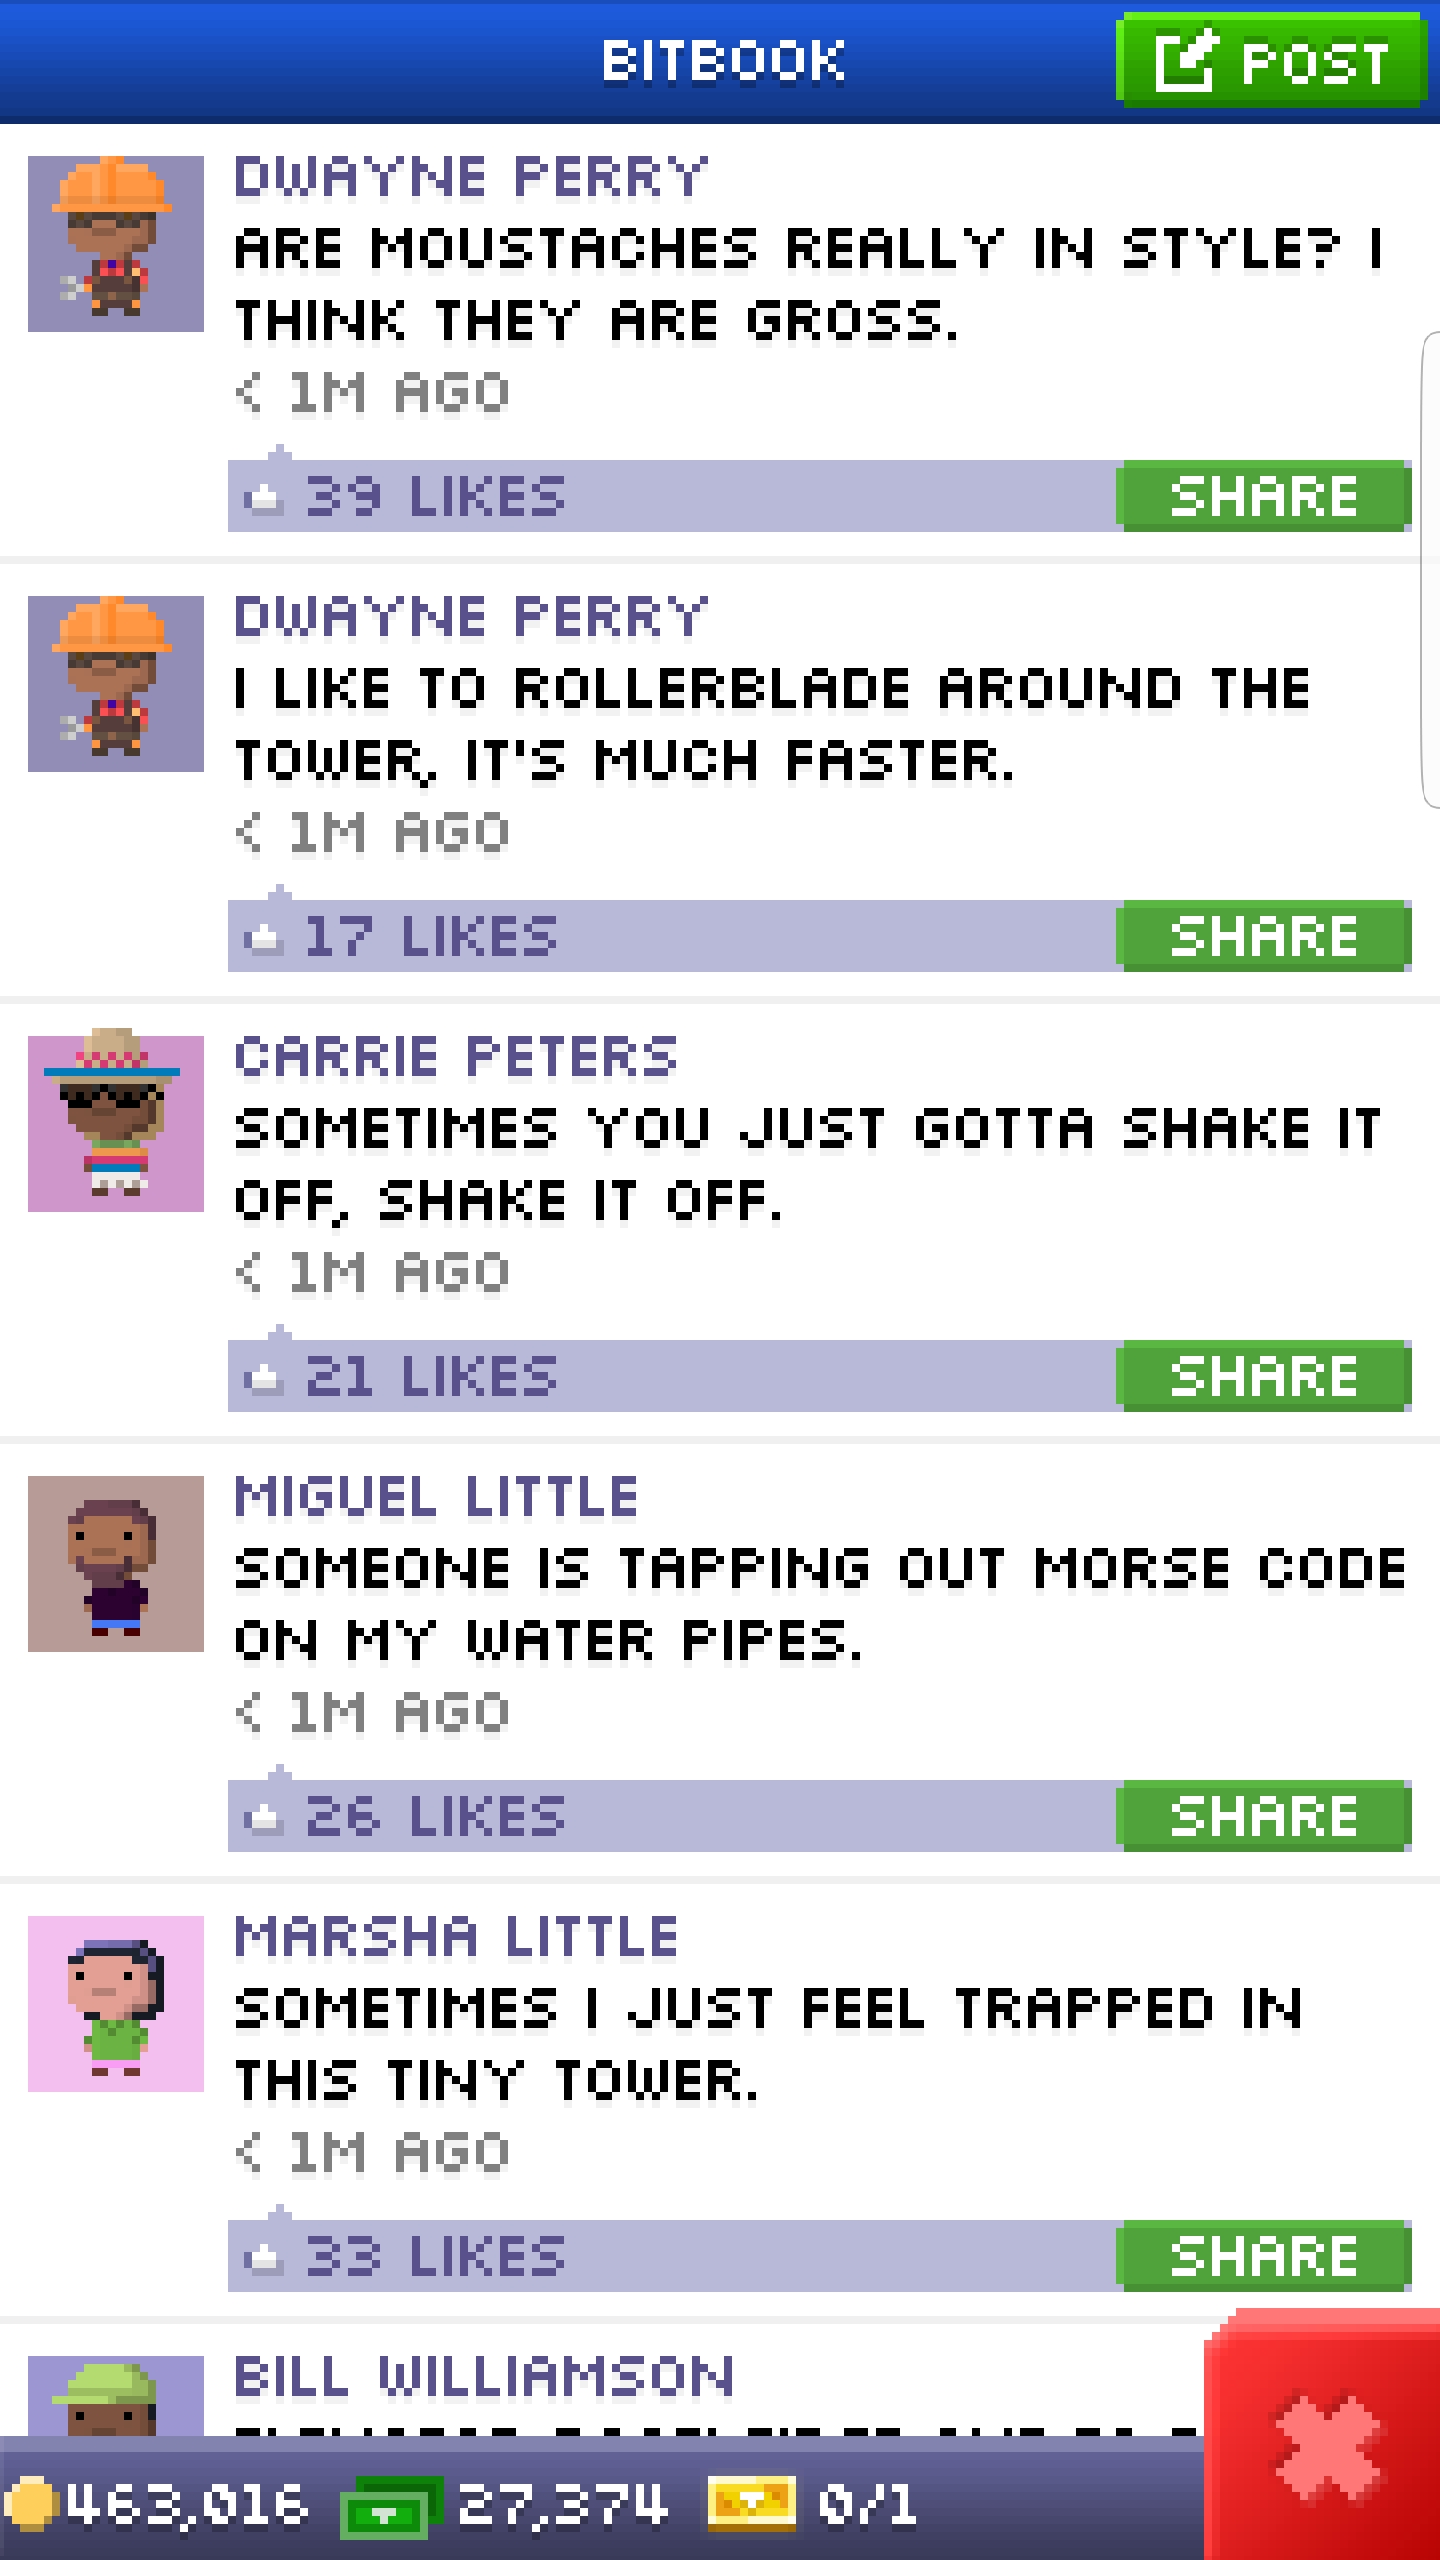 BITBOOK
POST
DWAYNE PERRY
ARE MOUSTACHES REALLY IN STYLE? I
THINK THEY ARE GROSS.
< 1M AGO
39 LIKES
SHARE
DWAYNE PERRY
I LIKE TO ROLLERBLADE AROUND THE
TOWER, IT'S MUCH FASTER.
< 1M AGO
17 LIKES
SHARE
CARRIE PETERS
SOMETIMES YOU JUST GOTTA SHAKE IT
OFF, SHAKE IT OFF.
< 1M AGO
21 LIKES
SHARE
MIGUEL LITTLE
SOMEONE IS TAPPING OUT MORSE CODE
ON MY WATER PIPES.
< 1M AGO
26 LIKES
SHARE
MARSHA LITTLE
SOMETIMES I JUST FEEL TRAPPED IN
THIS TINY TOWER.
< 1M AGO
33 LIKES
SHARE
BILL WILLIAMSON
463,016 27,374 0/1